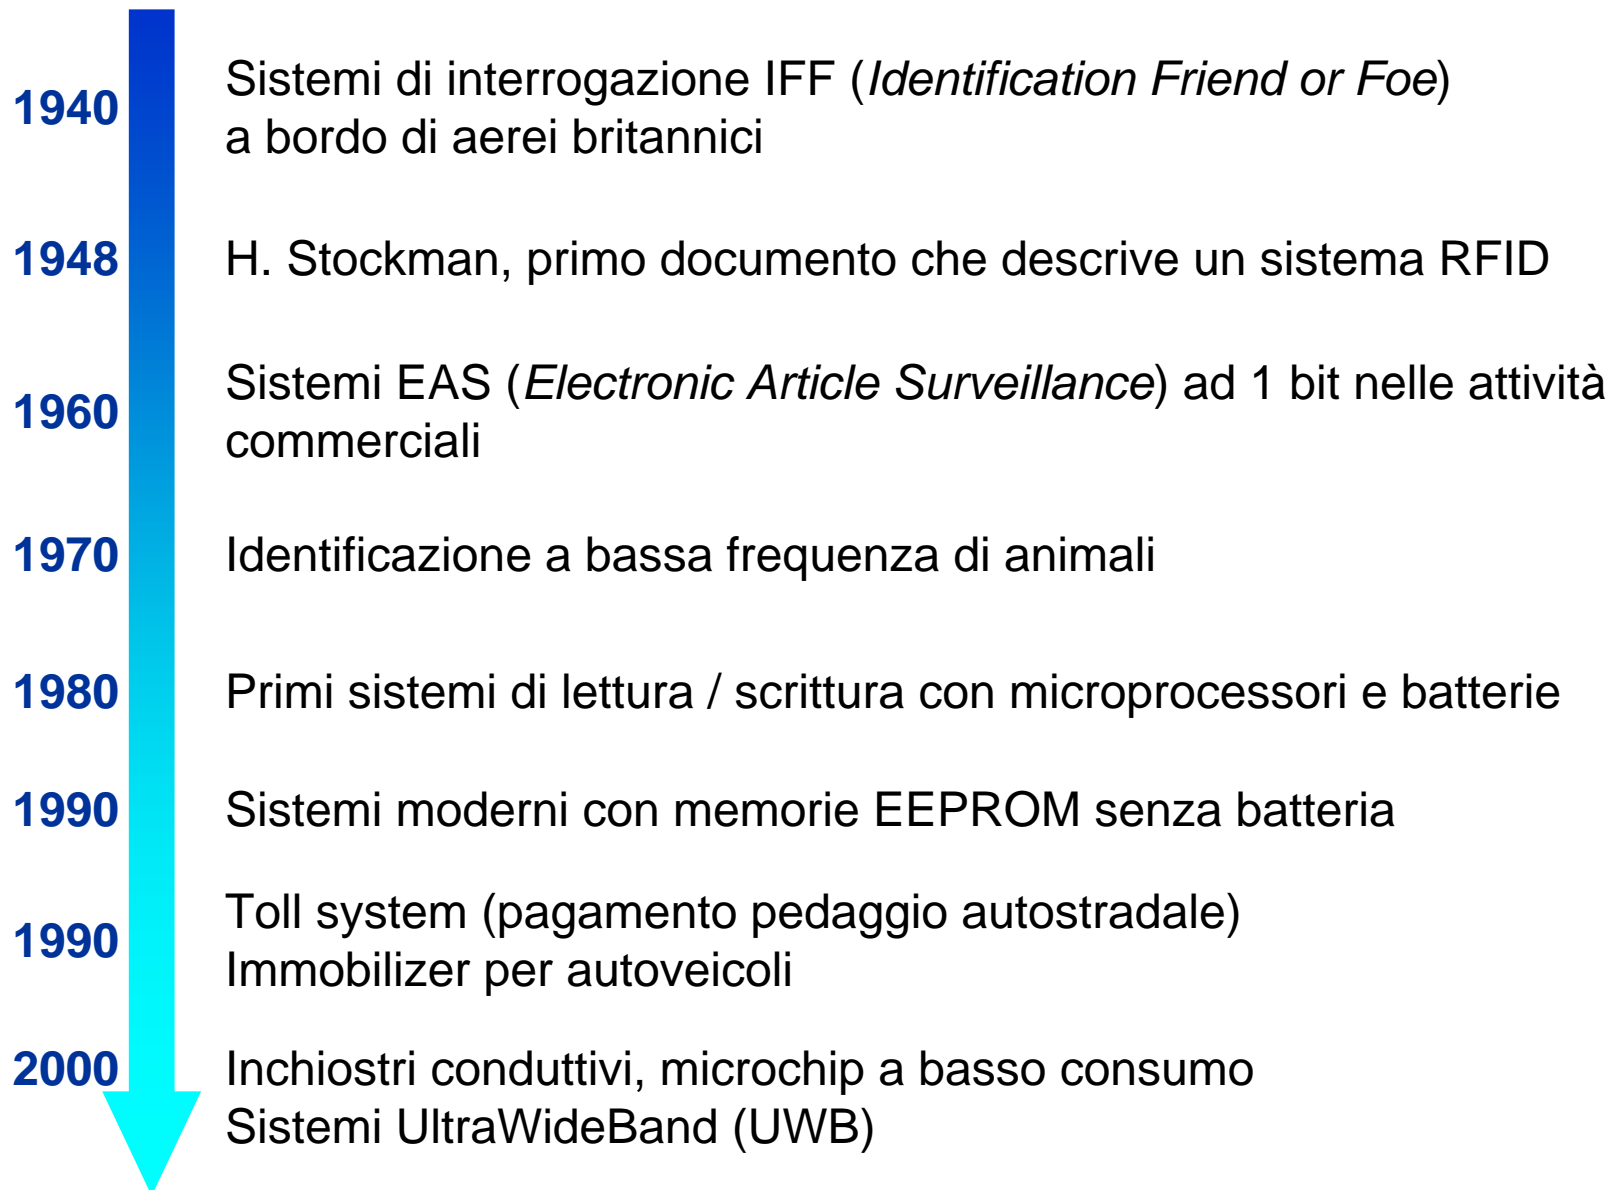 1940
Sistemi di interrogazione IFF (Identification Friend or Foe)
a bordo di aerei britannici
1948
H. Stockman, primo documento che descrive un sistema RFID
1960
Sistemi EAS (Electronic Article Surveillance) ad 1 bit nelle attività
commerciali
1970
Identificazione a bassa frequenza di animali
1980
Primi sistemi di lettura / scrittura con microprocessori e batterie
1990
Sistemi moderni con memorie EEPROM senza batteria
1990
Toll system (pagamento pedaggio autostradale)
Immobilizer per autoveicoli
2000
Inchiostri conduttivi, microchip a basso consumo
Sistemi UltraWideBand (UWB)